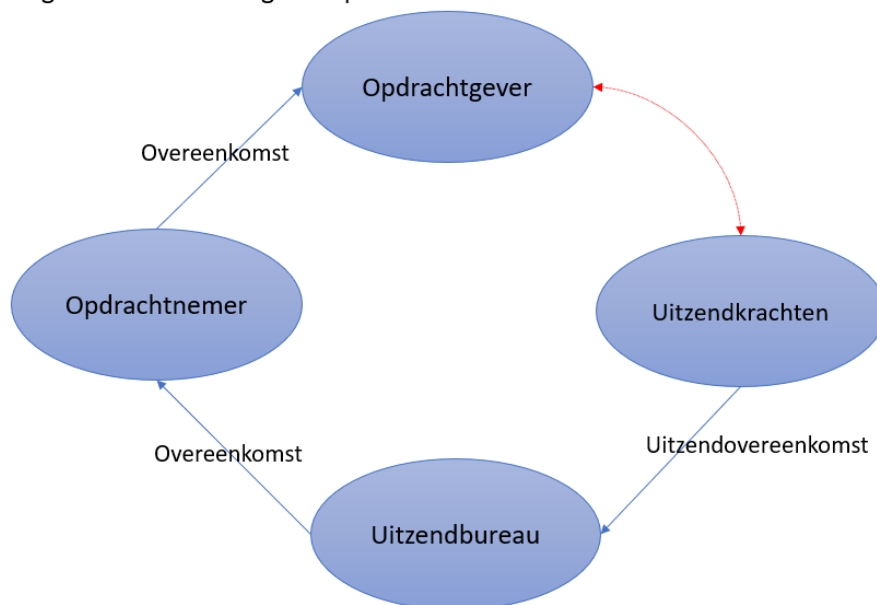 Opdrachtgever
Overeenkomst
Opdrachtnemer
Uitzendkrachten
Overeenkomst
Uitzendovereenkomst
Uitzendbureau